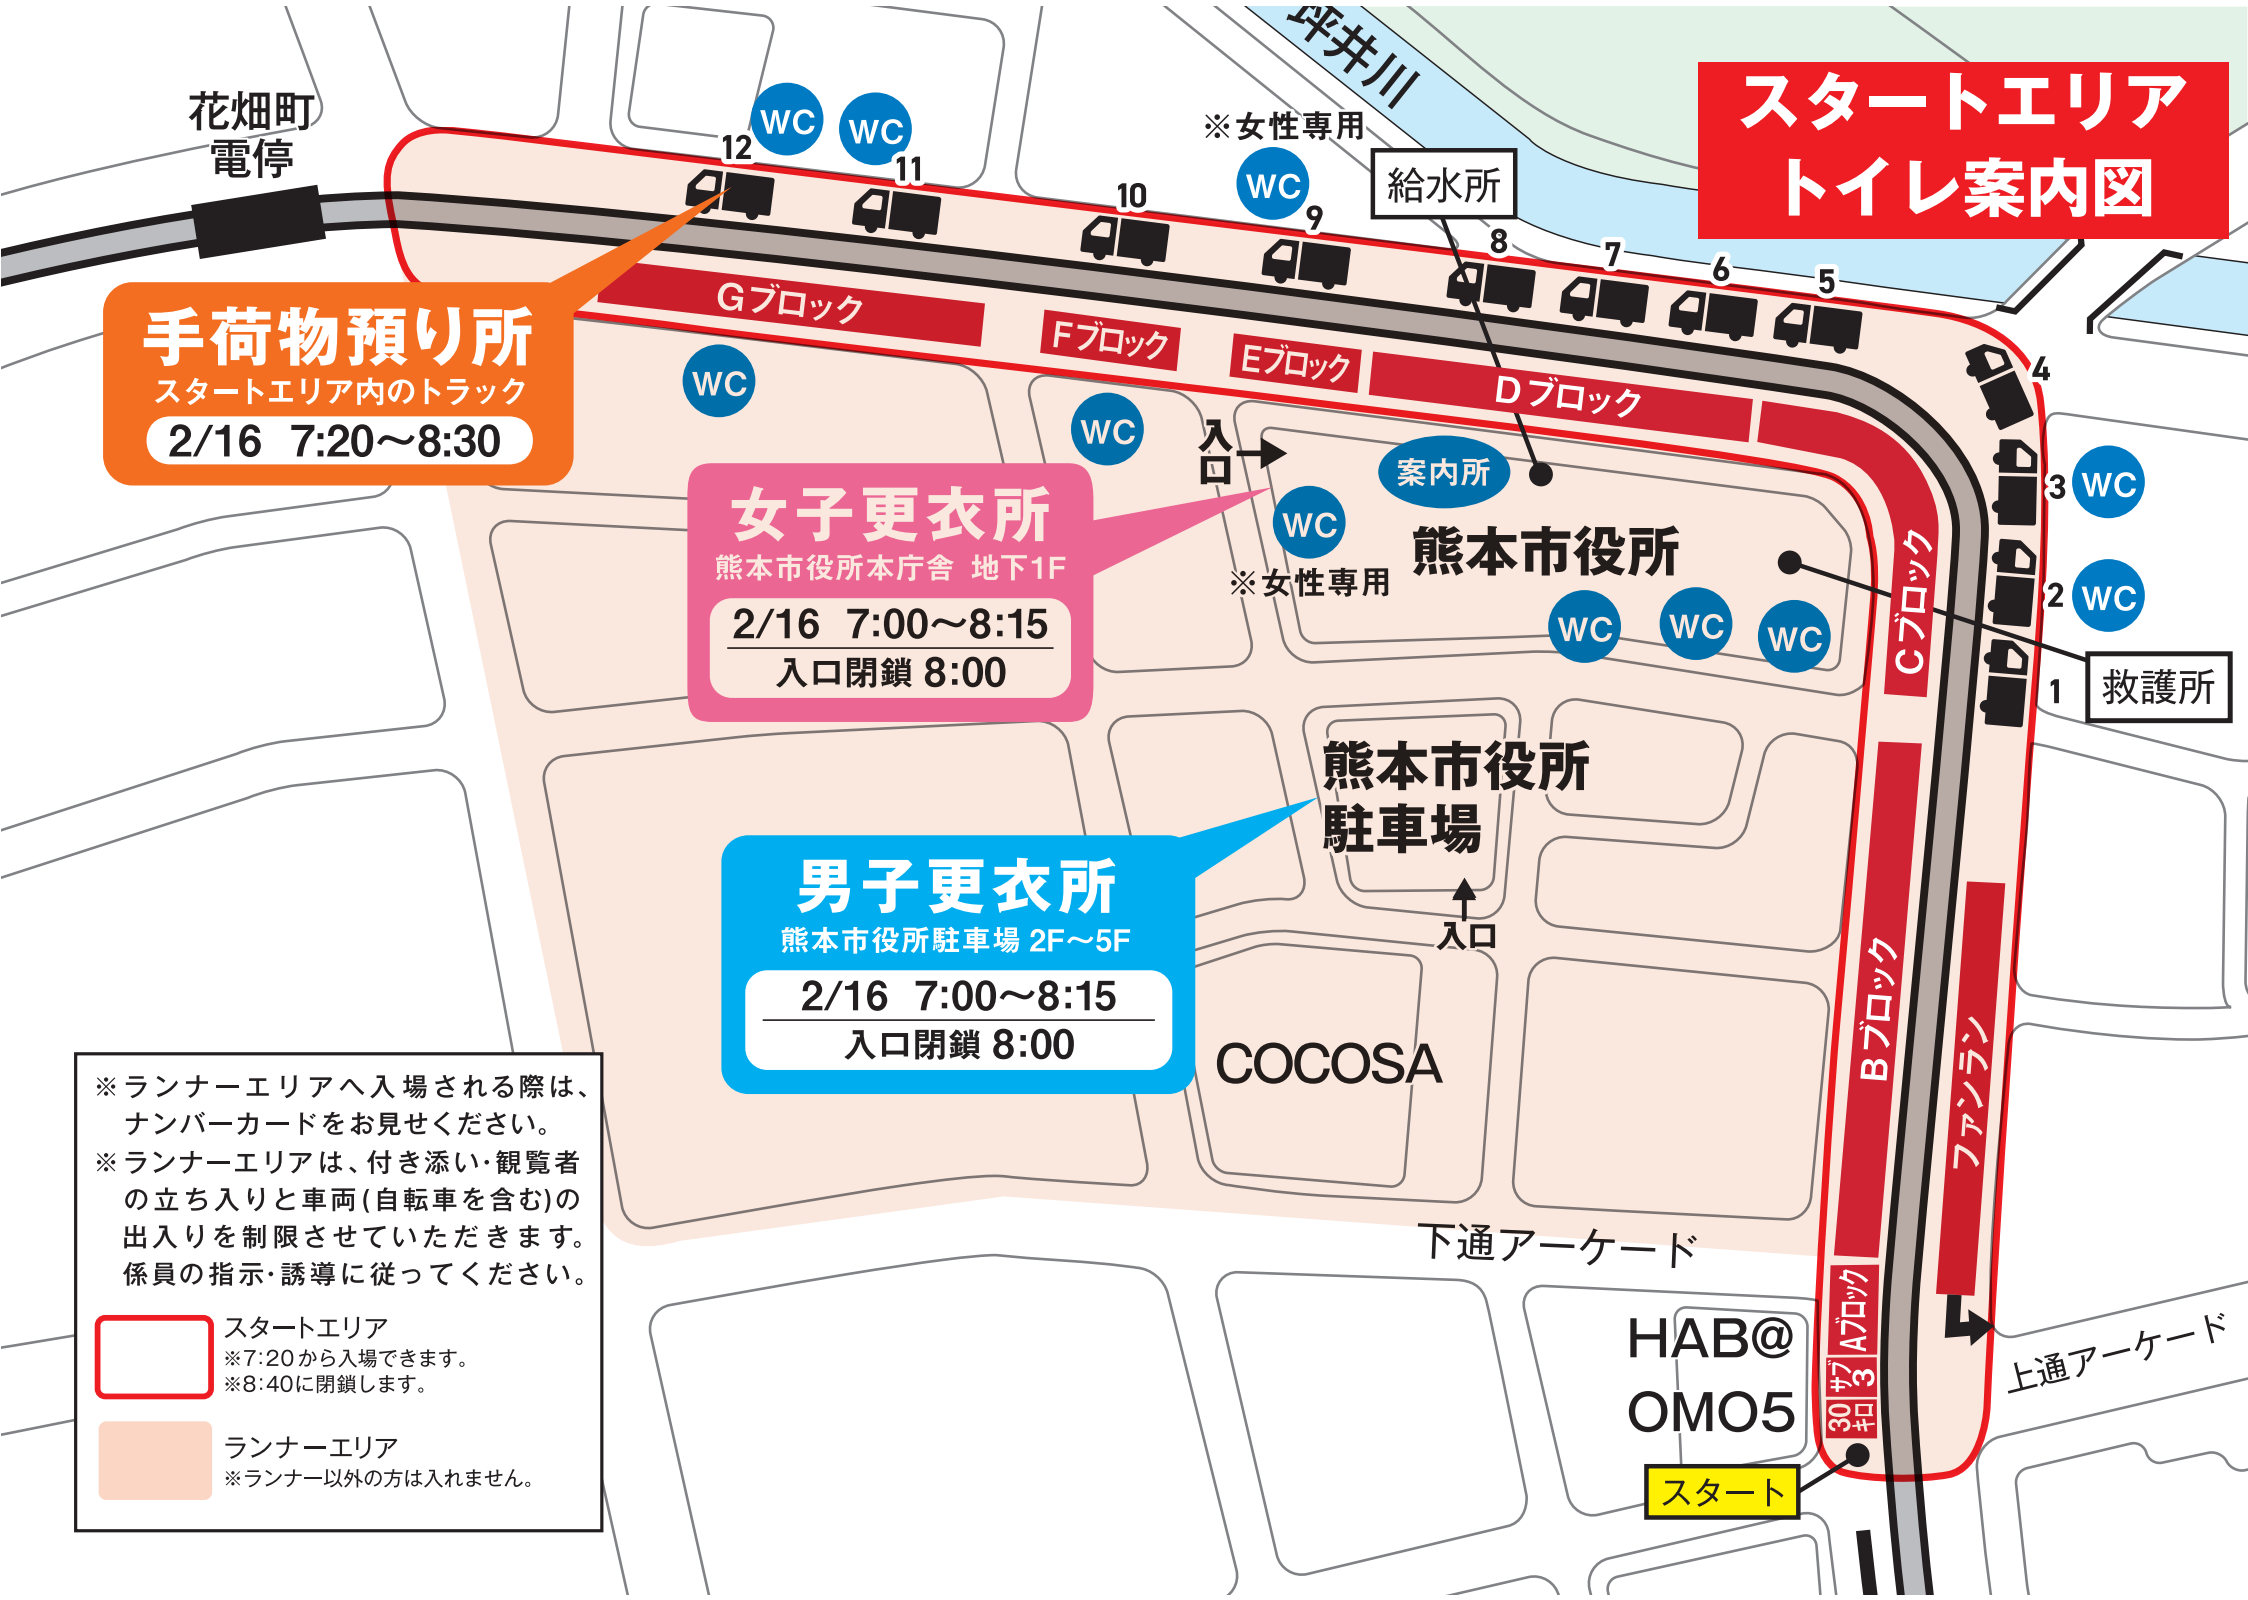 坪井川
スタートエリア
トイレ案内図
花畑町
電停
WC
WC
※女性専用
WC
給水所
12
11
10
9
8
7
6
5
4
3
2
1
Gブロック
Fブロック
Eブロック
Dブロック
Cブロック
Bブロック
Aブロック
サブ
3
30
キロ
ファンラン
手荷物預り所
スタートエリア内のトラック
2/16 7:20〜8:30
WC
WC
入口
案内所
WC
※女性専用
熊本市役所
WC
WC
WC
WC
WC
救護所
女子更衣所
熊本市役所本庁舎 地下1F
2/16 7:00〜8:15
入口閉鎖 8:00
熊本市役所
駐車場
入口
男子更衣所
熊本市役所駐車場 2F〜5F
2/16 7:00〜8:15
入口閉鎖 8:00
COCOSA
下通アーケード
HAB@
OMO5
上通アーケード
スタート
※ランナーエリアへ入場される際は、
ナンバーカードをお見せください。
※ランナーエリアは、付き添い・観覧者
の立ち入りと車両(自転車を含む)の
出入りを制限させていただきます。
係員の指示・誘導に従ってください。
スタートエリア
※7:20から入場できます。
※8:40に閉鎖します。
ランナーエリア
※ランナー以外の方は入れません。